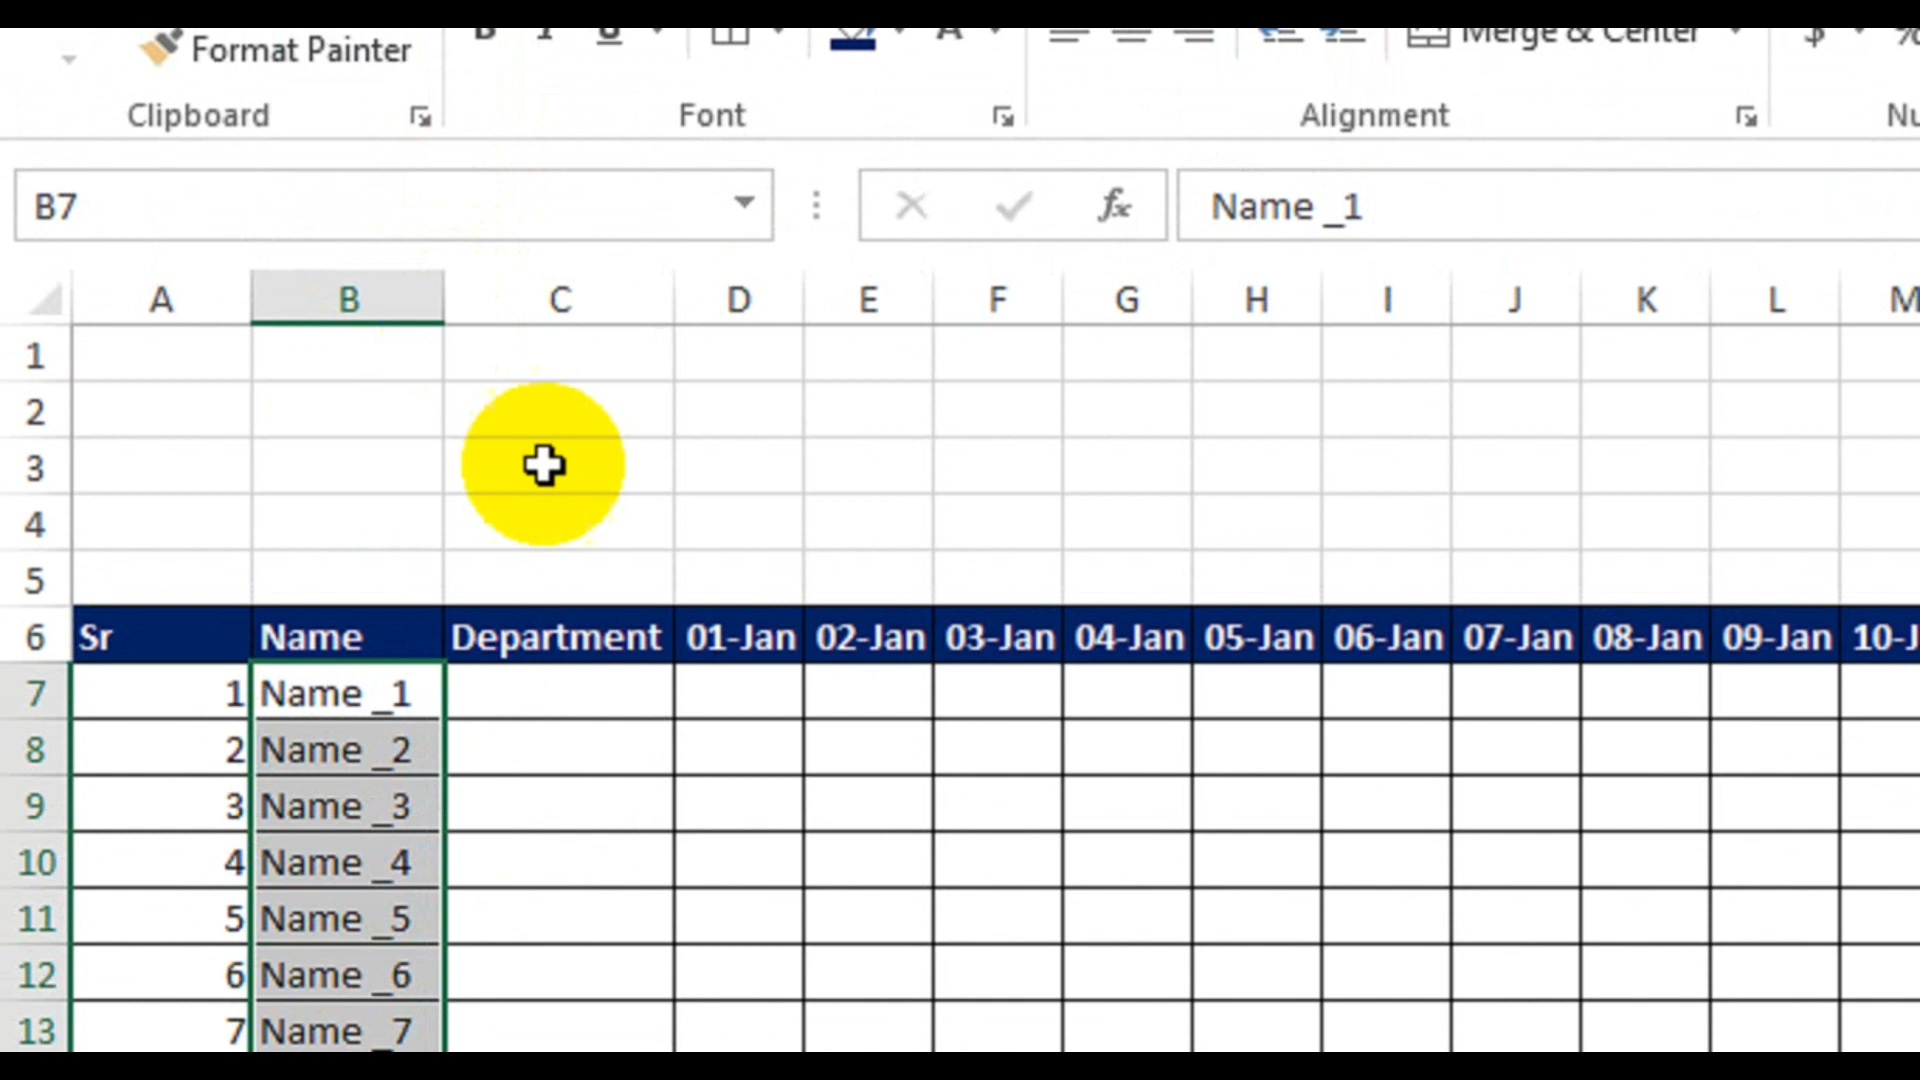 Format Painter B I U A Merge & Center $ %
Clipboard Font Alignment
B7 fx Name _1
A B C D E F G H I J K L M
1
2
3
4
5
6 Sr Name Department 01-Jan 02-Jan 03-Jan 04-Jan 05-Jan 06-Jan 07-Jan 08-Jan 09-Jan
7 1 Name _1
8 2 Name _2
9 3 Name _3
10 4 Name _4
11 5 Name _5
12 6 Name _6
13 7 Name _7